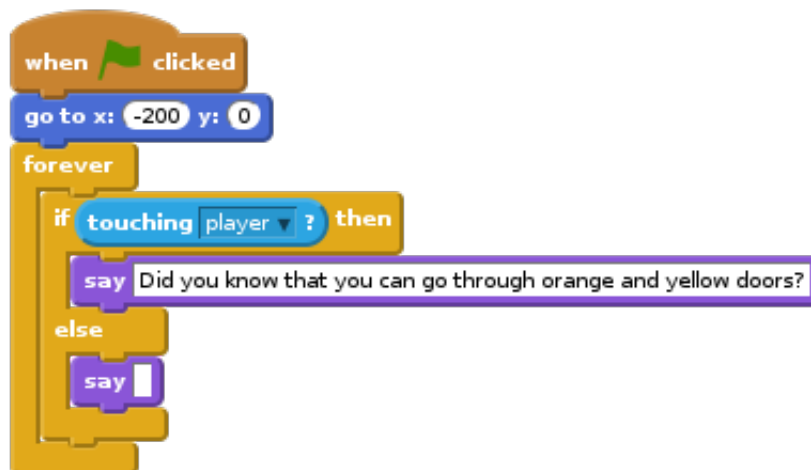 when clicked
go to x: -200 y: 0
forever
if touching player ? then
say Did you know that you can go through orange and yellow doors?
else
say